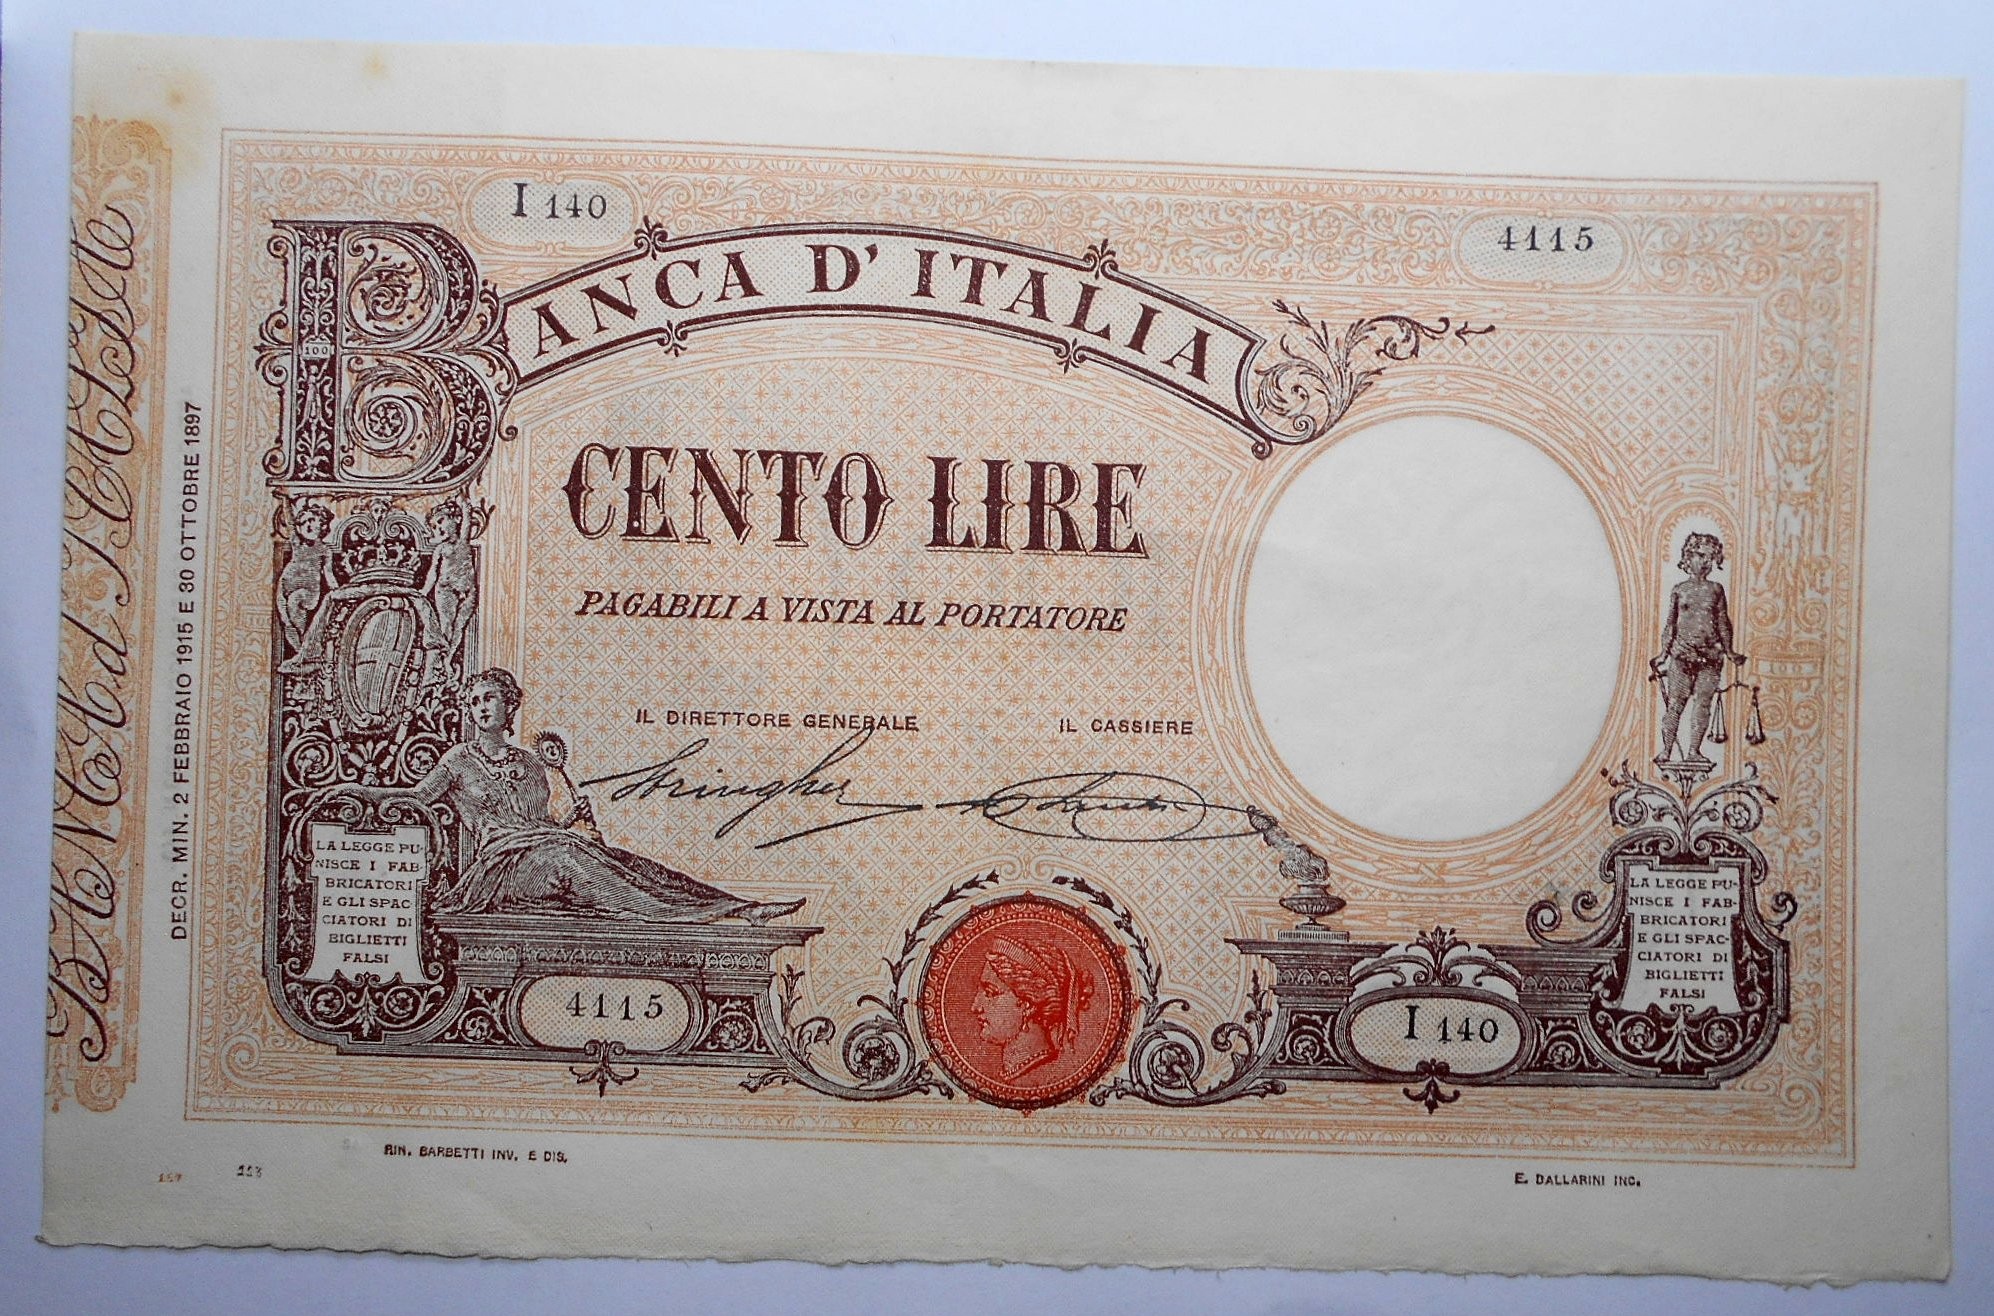 I 140
4115
BANCA D' ITALIA
100
CENTO LIRE
PAGABILI A VISTA AL PORTATORE
IL DIRETTORE GENERALE
IL CASSIERE
Stringher
DECR. MIN. 2 FEBBRAIO 1915 E 30 OTTOBRE 1897
LA LEGGE PU-
NISCE I FAB-
BRICATORI
E GLI SPAC-
CIATORI DI
BIGLIETTI
FALSI
LA LEGGE PU-
NISCE I FAB-
BRICATORI
E GLI SPAC-
CIATORI DI
BIGLIETTI
FALSI
4115
I 140
RIN. BARBETTI INV. E DIS.
E. DALLARINI INC.